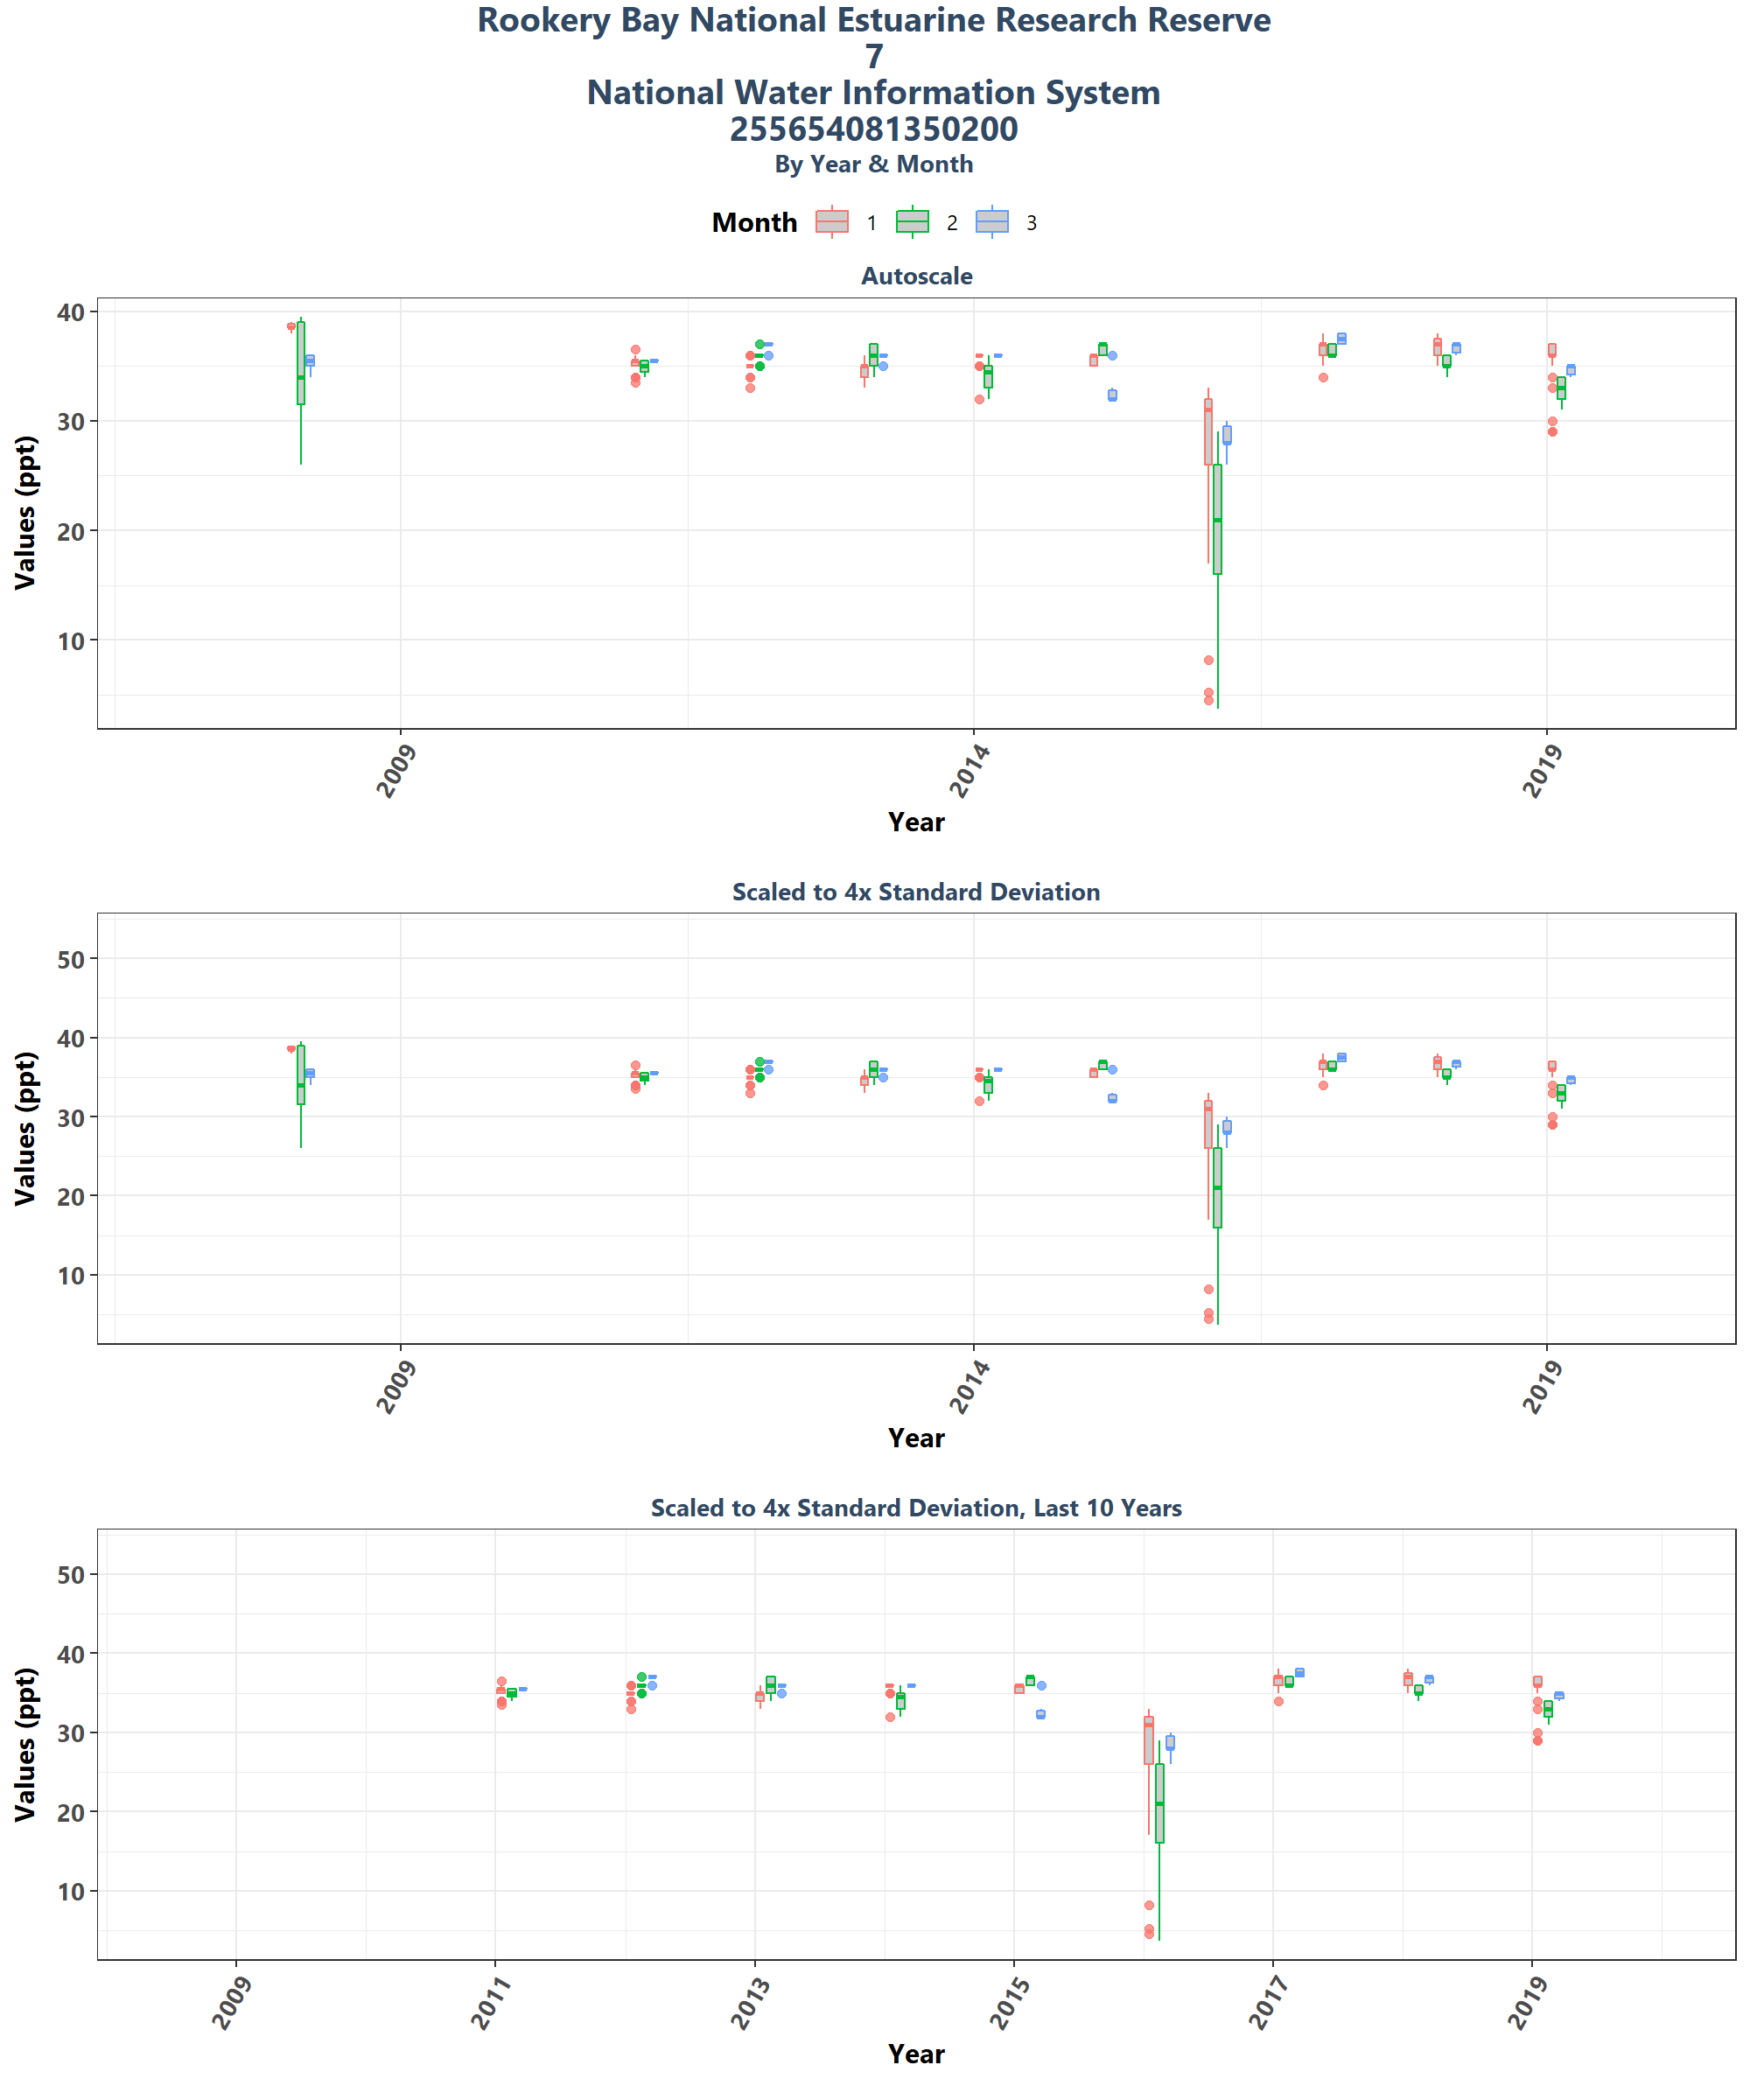 Rookery Bay National Estuarine Research Reserve
7
National Water Information System
255654081350200
By Year & Month
Month 1 2 3
Autoscale
40
30
20
10
Values (ppt)
2009 2014 2019
Year
Scaled to 4x Standard Deviation
50
40
30
20
10
Values (ppt)
2009 2014 2019
Year
Scaled to 4x Standard Deviation, Last 10 Years
50
40
30
20
10
Values (ppt)
2009 2011 2013 2015 2017 2019
Year